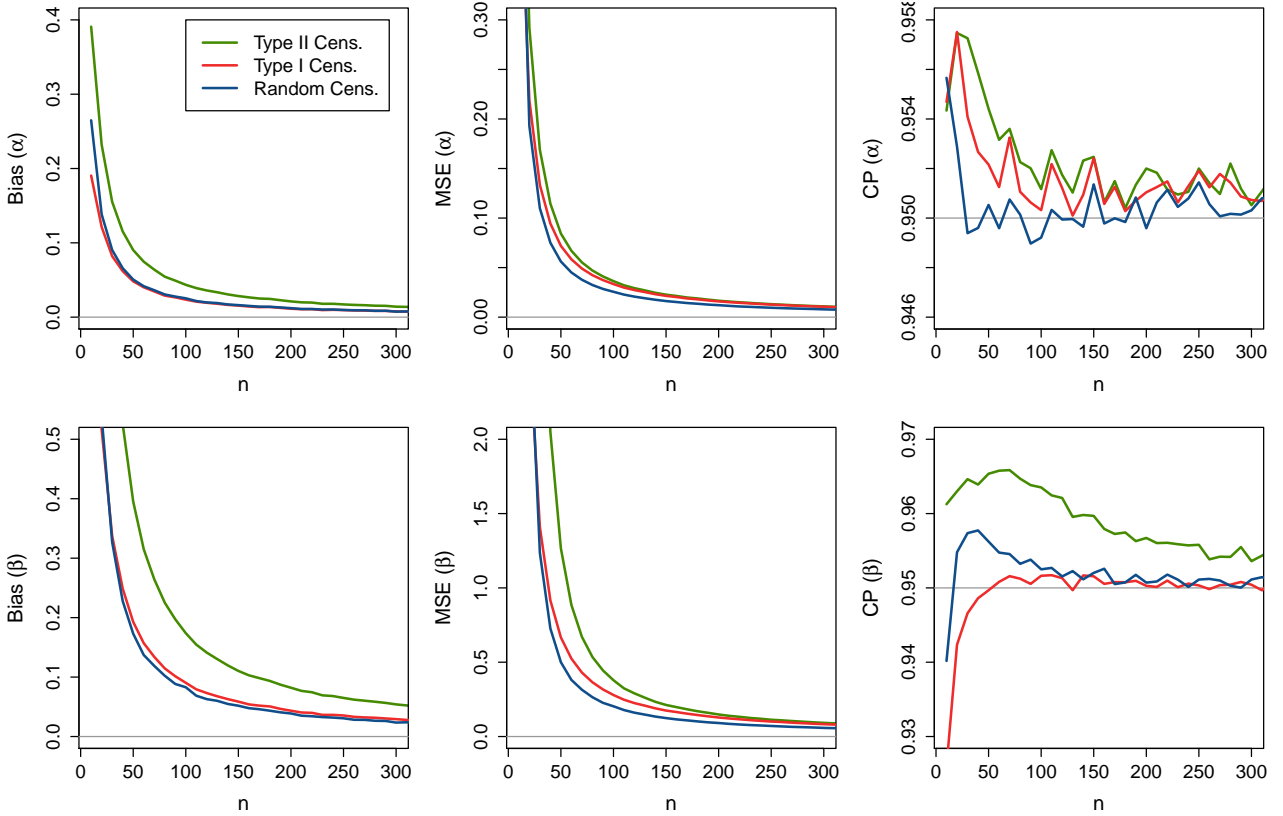 Bias (α)
0.0 0.1 0.2 0.3 0.4
Type II Cens.
Type I Cens.
Random Cens.
0 50 100 150 200 250 300
n
MSE (α)
0.00 0.10 0.20 0.30
0 50 100 150 200 250 300
n
CP (α)
0.946 0.950 0.954 0.958
0 50 100 150 200 250 300
n
Bias (β)
0.0 0.1 0.2 0.3 0.4 0.5
0 50 100 150 200 250 300
n
MSE (β)
0.0 0.5 1.0 1.5 2.0
0 50 100 150 200 250 300
n
CP (β)
0.93 0.94 0.95 0.96 0.97
0 50 100 150 200 250 300
n